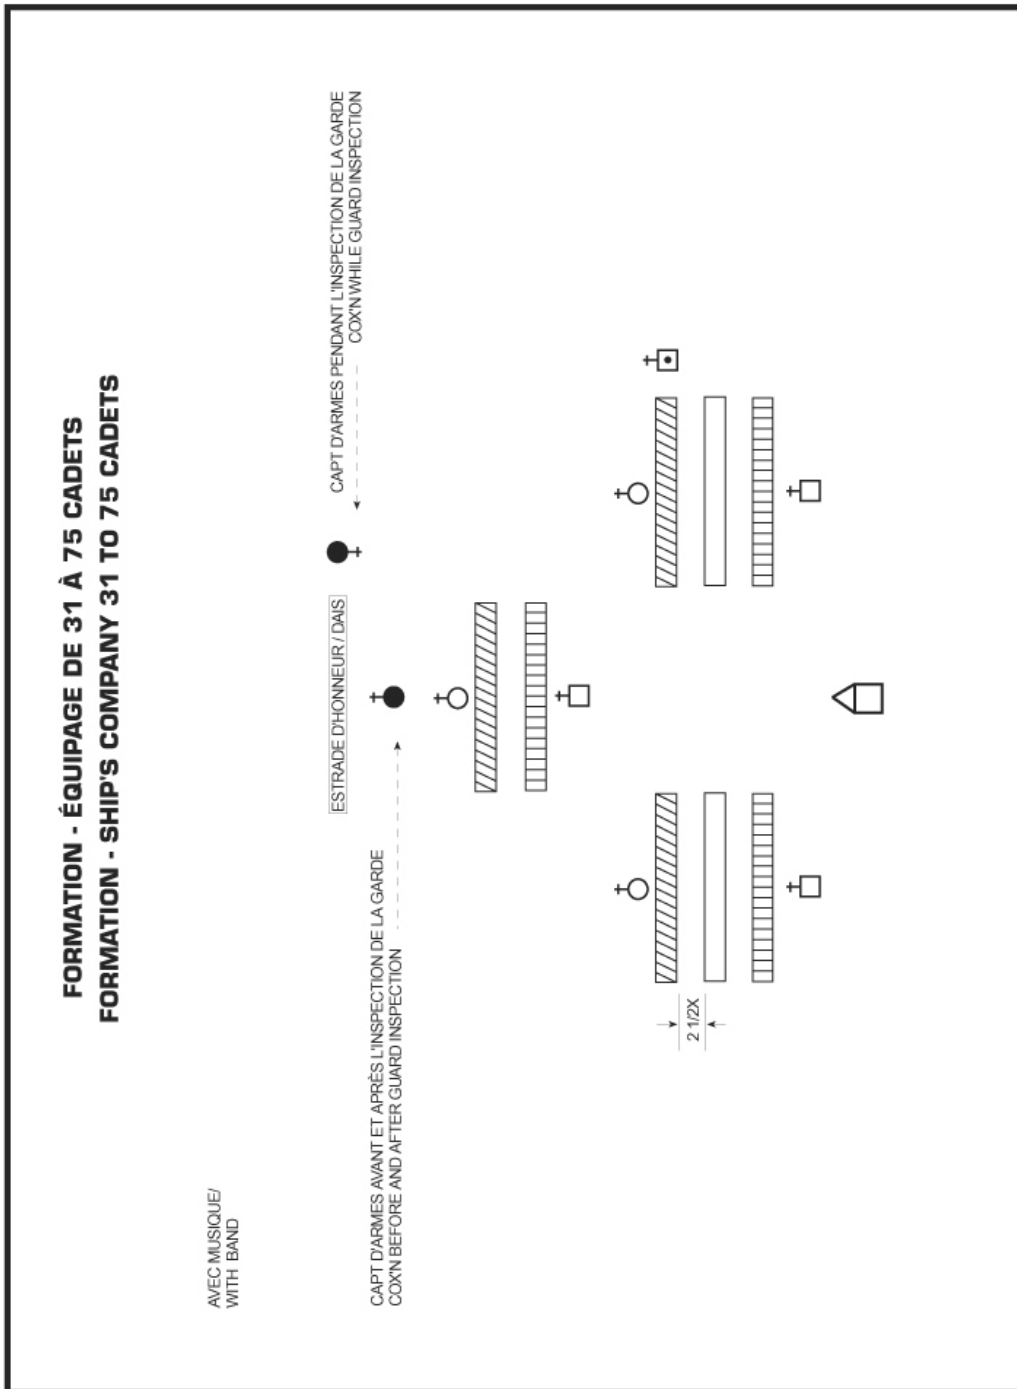 FORMATION - ÉQUIPAGE DE 31 À 75 CADETS
FORMATION - SHIP'S COMPANY 31 TO 75 CADETS
AVEC MUSIQUE/
WITH BAND
CAPT D'ARMES PENDANT L'INSPECTION DE LA GARDE
COX'N WHILE GUARD INSPECTION
ESTRADE D'HONNEUR / DAIS
CAPT D'ARMES AVANT ET APRÈS L'INSPECTION DE LA GARDE
COX'N BEFORE AND AFTER GUARD INSPECTION
2 1/2X